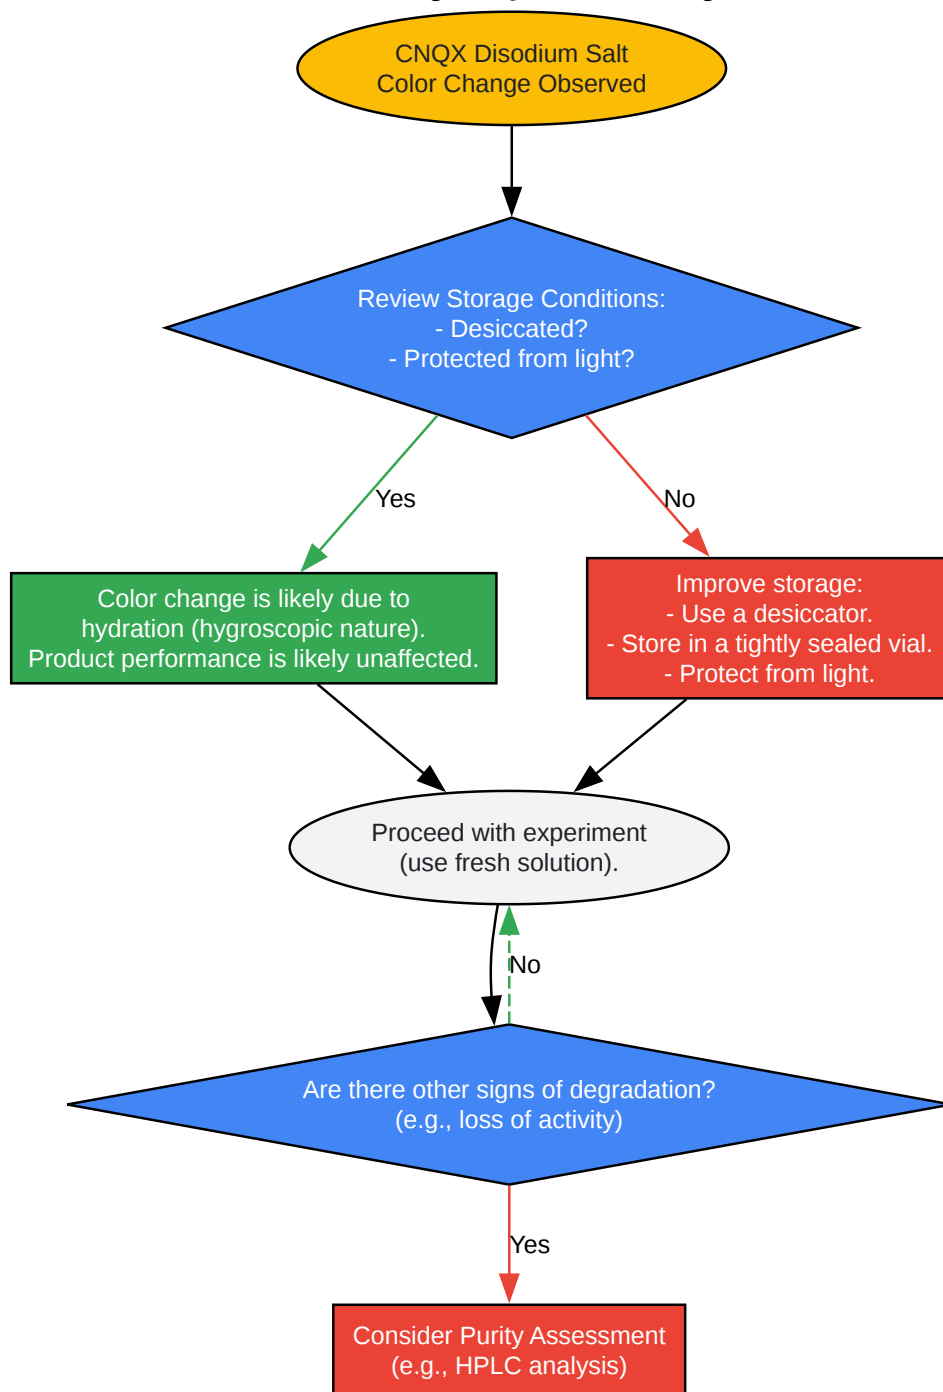 CNQX Disodium Salt
Color Change Observed
Review Storage Conditions:
- Desiccated?
- Protected from light?
Yes
No
Color change is likely due to
hydration (hygroscopic nature).
Product performance is likely unaffected.
Improve storage:
- Use a desiccator.
- Store in a tightly sealed vial.
- Protect from light.
Proceed with experiment
(use fresh solution).
No
Are there other signs of degradation?
(e.g., loss of activity)
Yes
Consider Purity Assessment
(e.g., HPLC analysis)